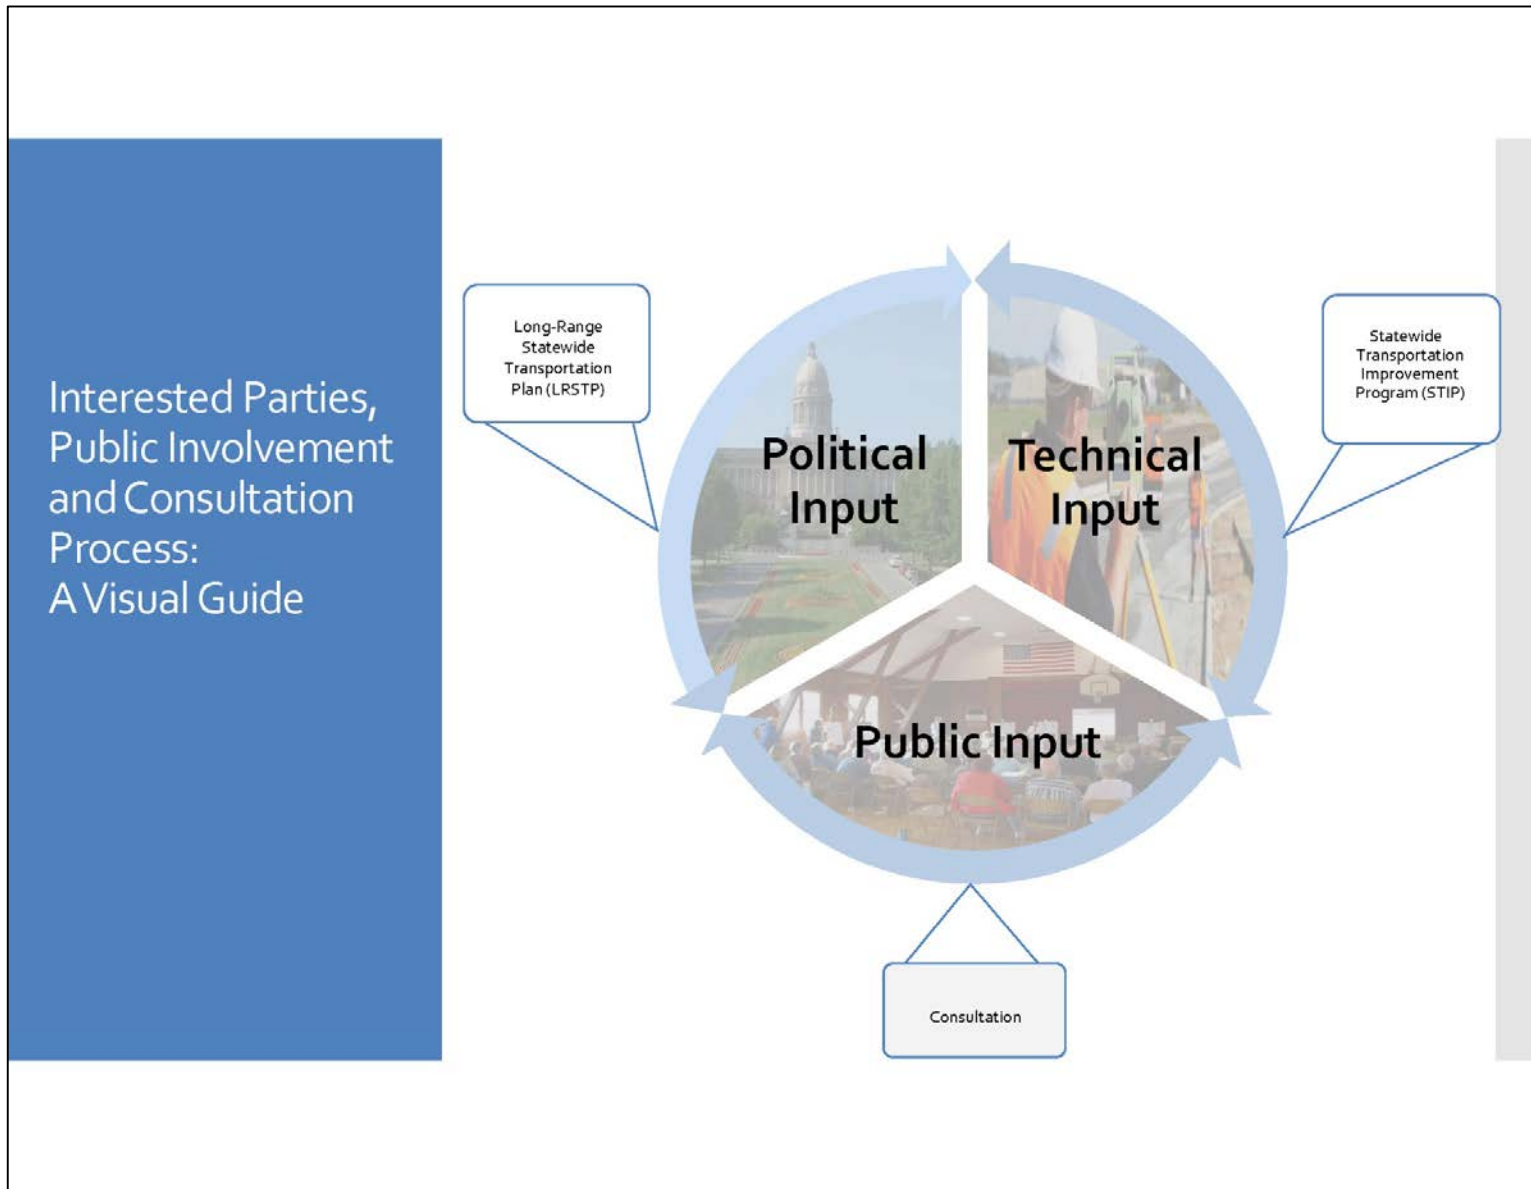 Interested Parties,
Public Involvement
and Consultation
Process:
A Visual Guide
Long-Range
Statewide
Transportation
Plan (LRSTP)
Political
Input
Technical
Input
Public Input
Statewide
Transportation
Improvement
Program (STIP)
Consultation